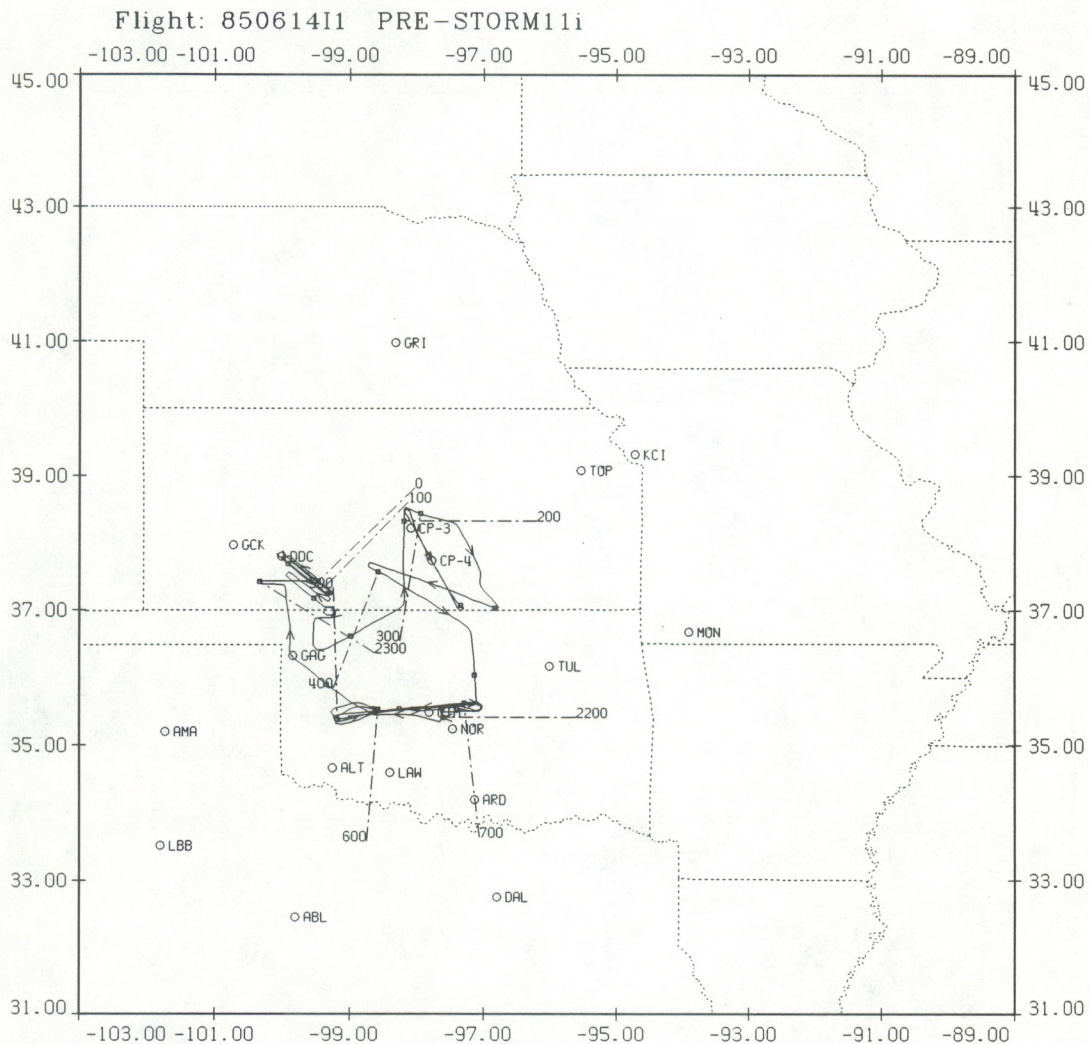 Flight: 850614I1 PRE-STORM11i
-103.00 -101.00 -99.00 -97.00 -95.00 -93.00 -91.00 -89.00
45.00 45.00
43.00 43.00
41.00 GRI 41.00
KCI
39.00 TOP 39.00
0
100
200
CP-3
GCK
DDC CP-4
37.00 37.00
300 MON
2300
GAG TUL
400
2200
NOR
35.00 AMA 35.00
ALT LAW
ARD
600 700
LBB
33.00 DAL 33.00
ABL
31.00 31.00
-103.00 -101.00 -99.00 -97.00 -95.00 -93.00 -91.00 -89.00